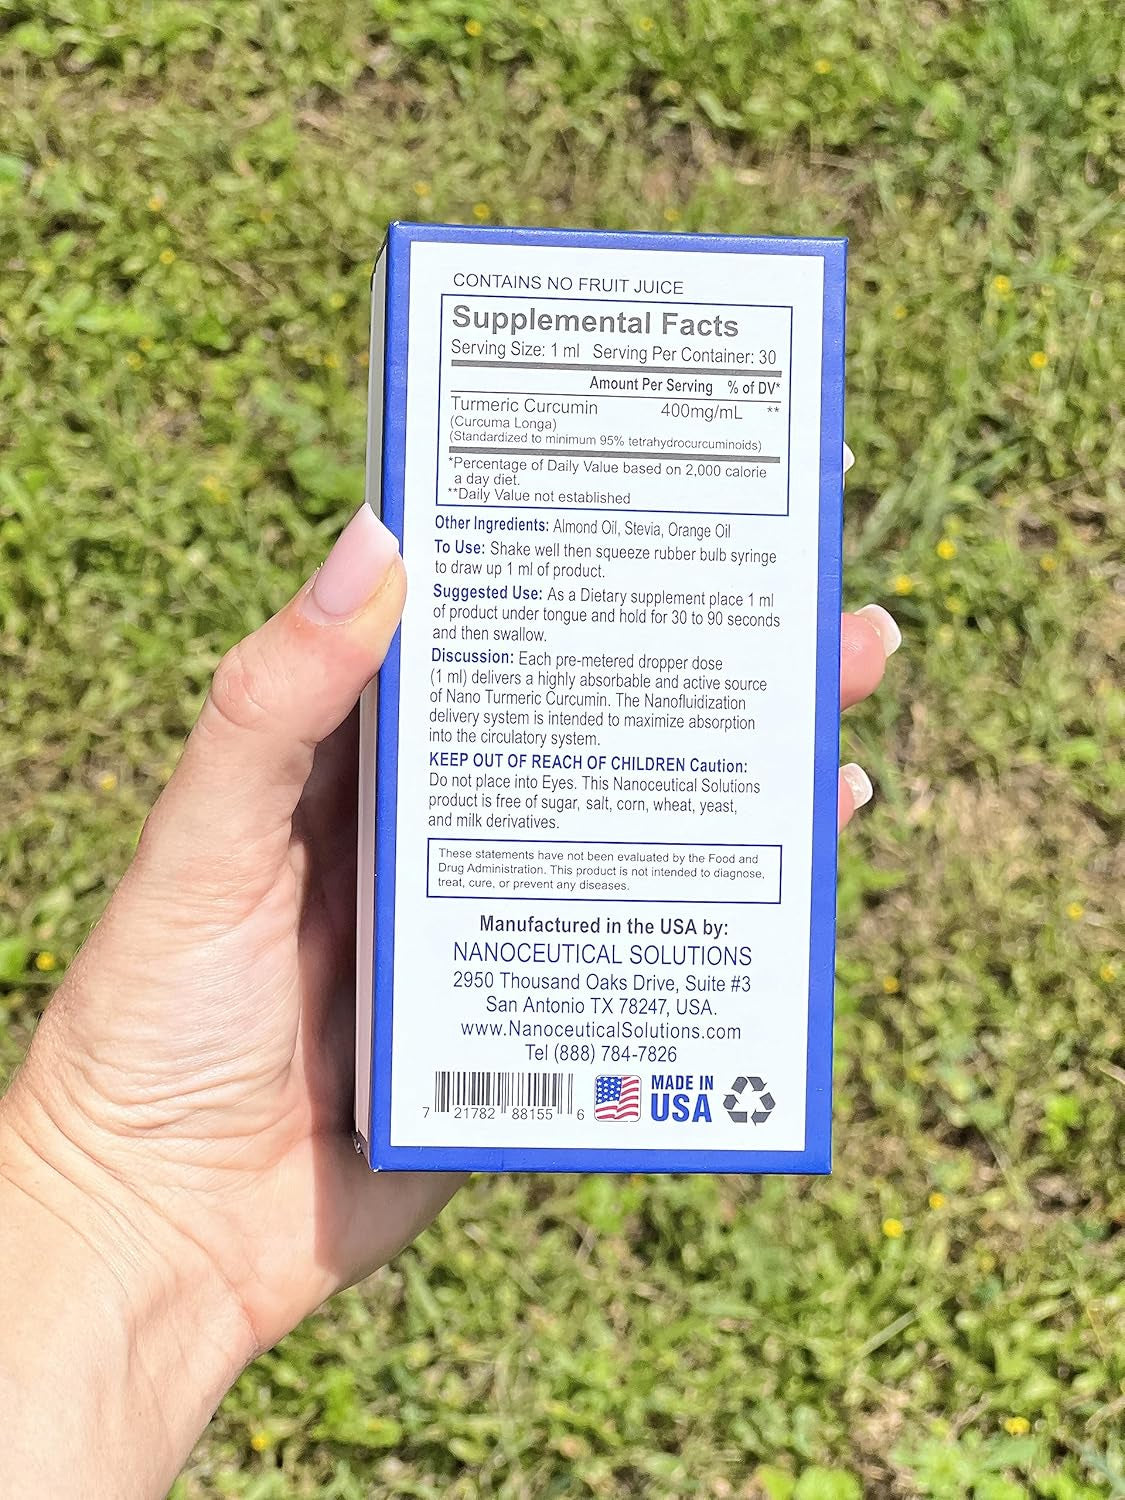 CONTAINS NO FRUIT JUICE
Supplemental Facts
Serving Size: 1 ml Serving Per Container: 30
Amount Per Serving % of DV*
Turmeric Curcumin 400mg/mL **
(Curcuma Longa)
(Standardized to minimum 95% tetrahydrocurcuminoids)
*Percentage of Daily Value based on 2,000 calorie
a day diet.
**Daily Value not established
Other Ingredients: Almond Oil, Stevia, Orange Oil
To Use: Shake well then squeeze rubber bulb syringe
to draw up 1 ml of product.
Suggested Use: As a Dietary supplement place 1 ml
of product under tongue and hold for 30 to 90 seconds
and then swallow.
Discussion: Each pre-metered dropper dose
(1 ml) delivers a highly absorbable and active source
of Nano Turmeric Curcumin. The Nanofluidization
delivery system is intended to maximize absorption
into the circulatory system.
KEEP OUT OF REACH OF CHILDREN Caution:
Do not place into Eyes. This Nanoceutical Solutions
product is free of sugar, salt, corn, wheat, yeast,
and milk derivatives.
These statements have not been evaluated by the Food and
Drug Administration. This product is not intended to diagnose,
treat, cure, or prevent any diseases.
Manufactured in the USA by:
NANOCEUTICAL SOLUTIONS
2950 Thousand Oaks Drive, Suite #3
San Antonio TX 78247, USA.
www.NanoceuticalSolutions.com
Tel (888) 784-7826
7 21782 88155 6
MADE IN
USA